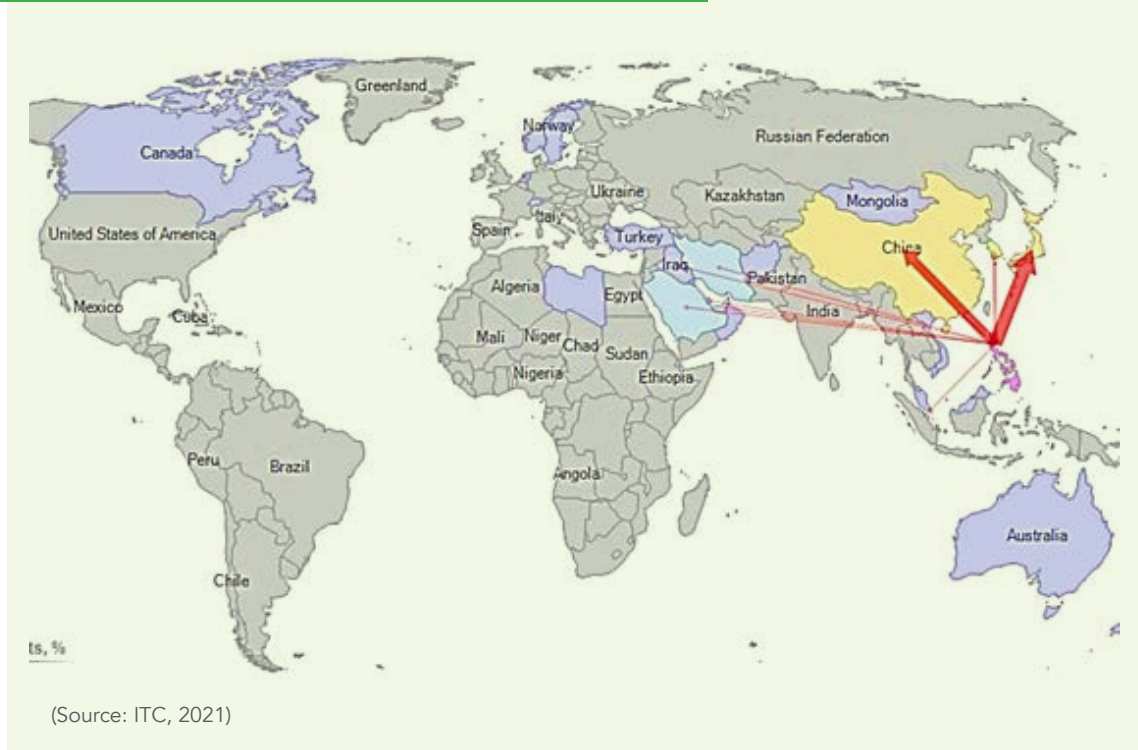 Greenland
Norway
Russian Federation
Canada
Ukraine
Kazakhstan
Mongolia
Italy
Spain
United States of America
Turkey
China
Iraq
Pakistan
Algeria
Egypt
Mexico
India
Cuba
Mali
Niger
Chad
Sudan
Nigeria
Ethiopia
Peru
Brazil
Angola
Australia
Chile
ts, %
(Source: ITC, 2021)